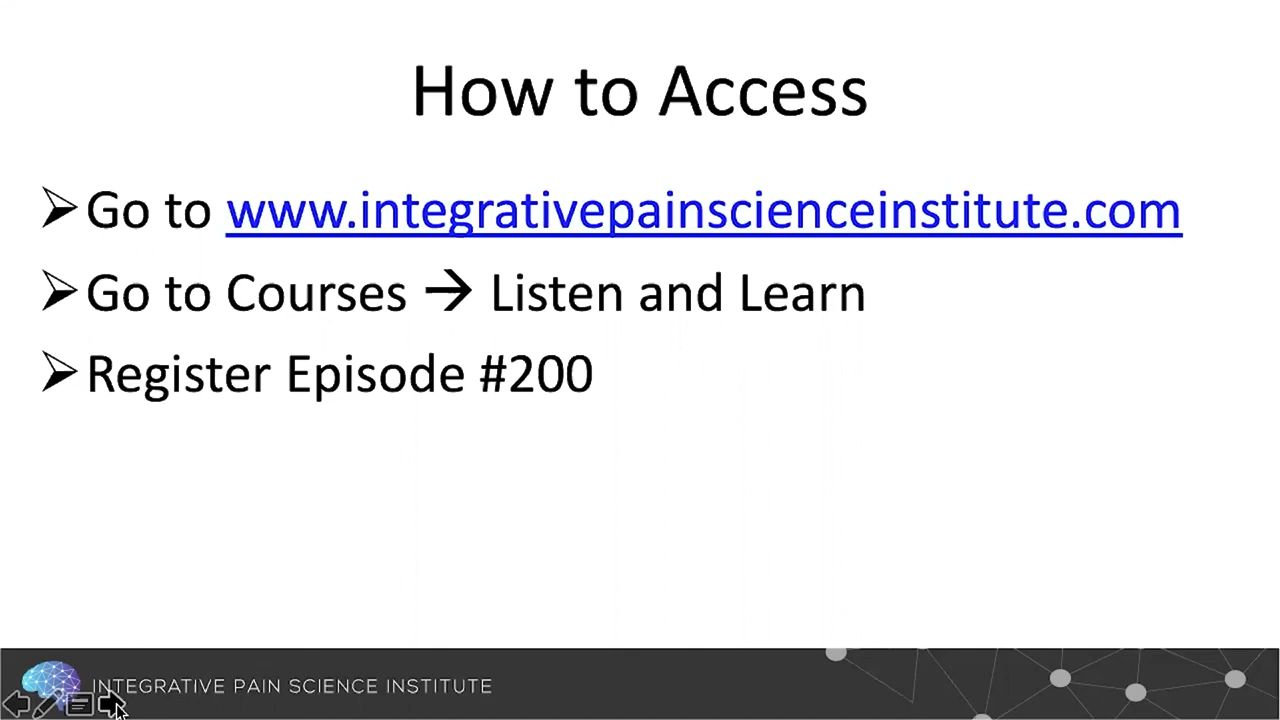 How to Access
➢Go to www.integrativepainscienceinstitute.com
➢Go to Courses → Listen and Learn
➢Register Episode #200
INTEGRATIVE PAIN SCIENCE INSTITUTE